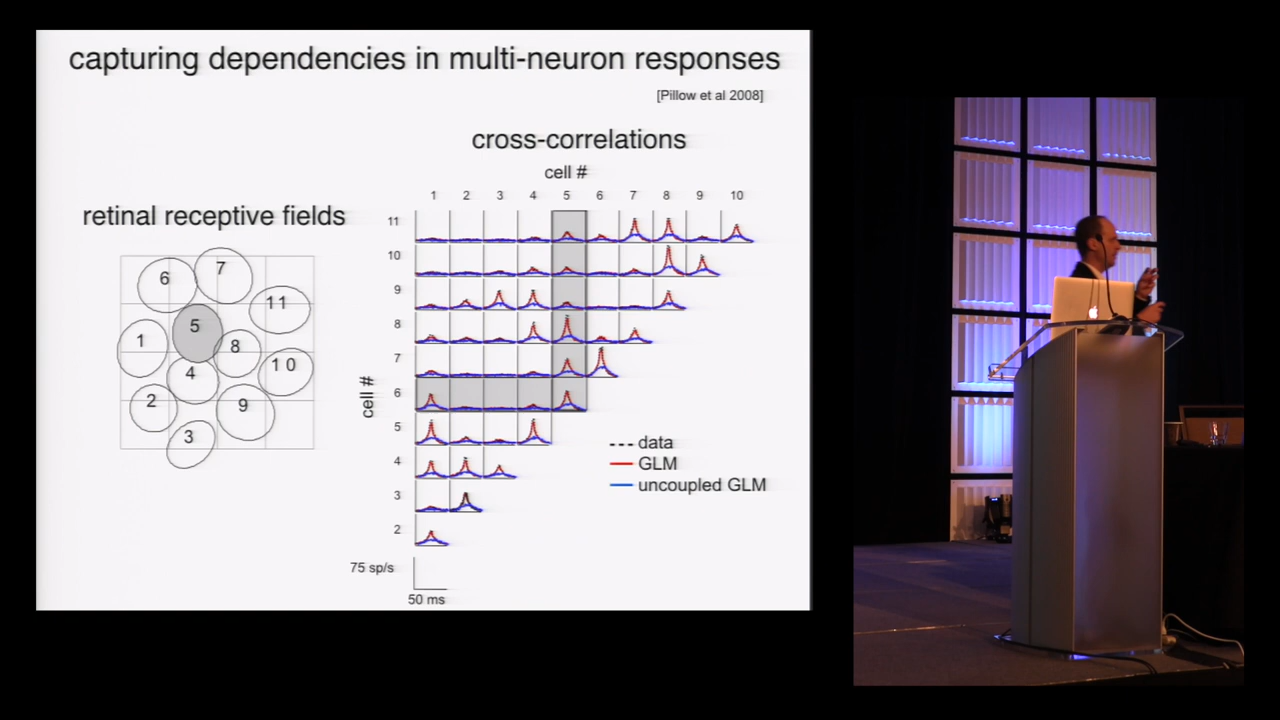 capturing dependencies in multi-neuron responses
[Pillow et al 2008]
cross-correlations
cell #
1 2 3 4 5 6 7 8 9 10
retinal receptive fields
11
10
9
8
7
6
5
4
3
2
cell #
6
7
11
5
1
8
10
4
2
9
3
data
GLM
uncoupled GLM
75 sp/s
50 ms